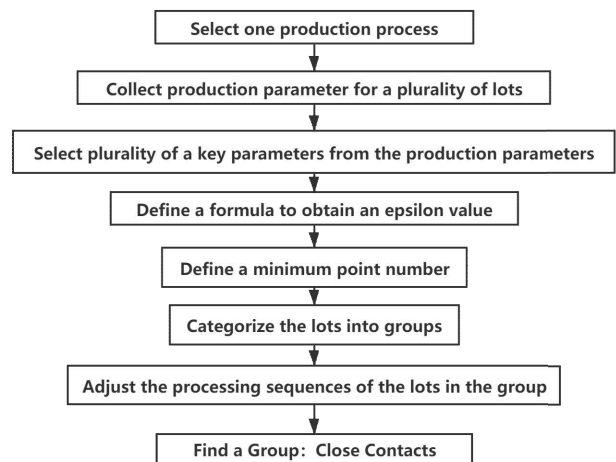 Select one production process
Collect production parameter for a plurality of lots
Select plurality of a key parameters from the production parameters
Define a formula to obtain an epsilon value
Define a minimum point number
Categorize the lots into groups
Adjust the processing sequences of the lots in the group
Find a Group: Close Contacts